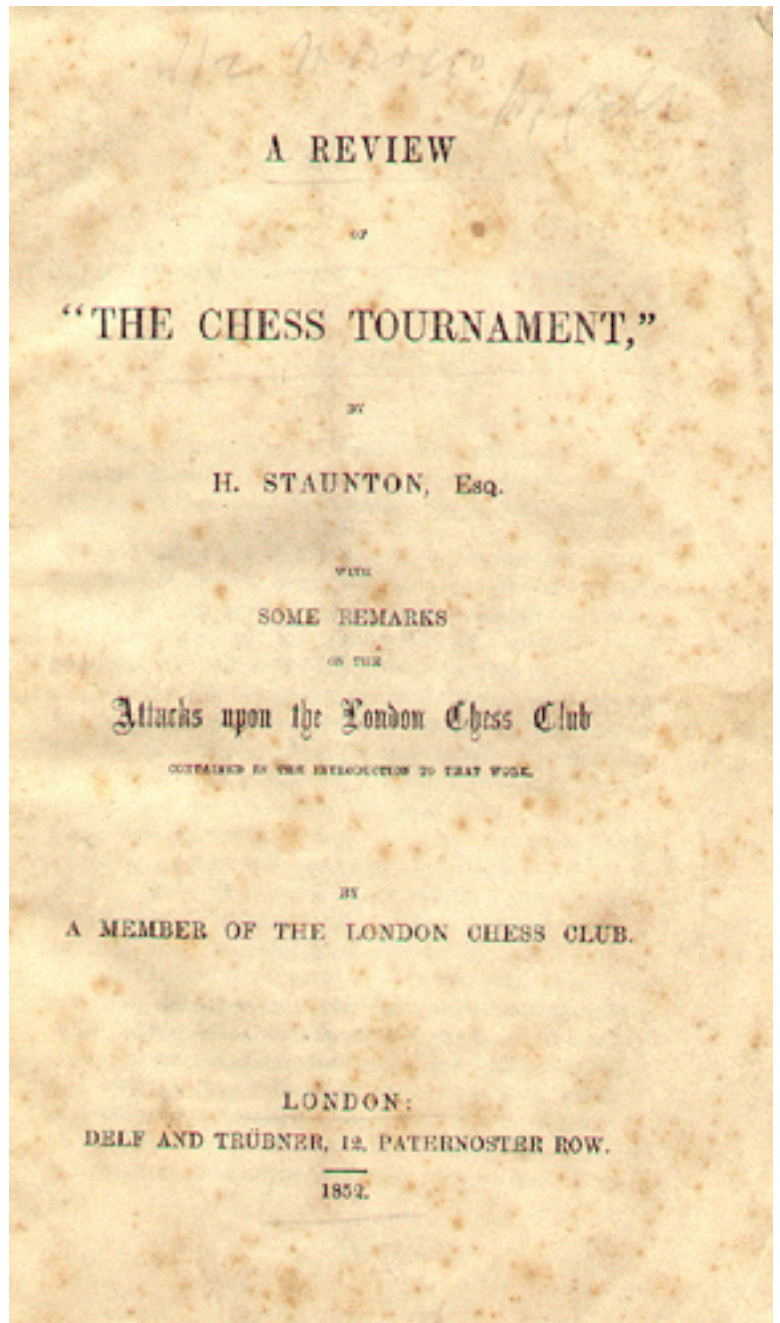 A REVIEW
OF
“THE CHESS TOURNAMENT,”
BY
H. STAUNTON, Esq.
WITH
SOME REMARKS
ON THE
Attacks upon the London Chess Club
CONTAINED IN THE INTRODUCTION TO THAT WORK.
BY
A MEMBER OF THE LONDON CHESS CLUB.
LONDON:
DELF AND TRÜBNER, 12, PATERNOSTER ROW.
1852.